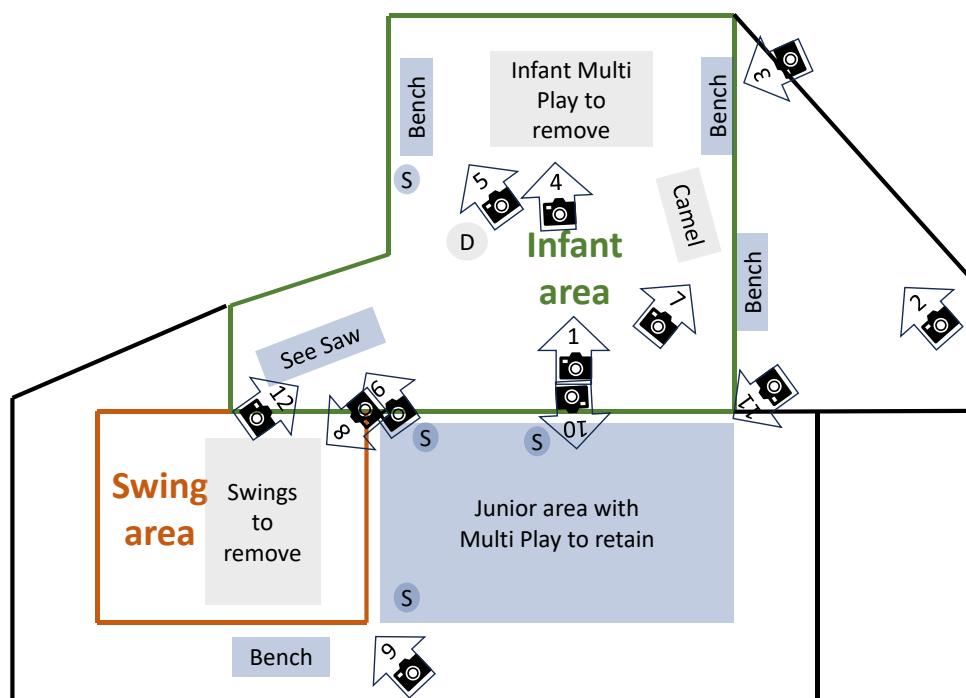 Infant Multi
Play to
remove
Bench
Bench
3
S
5
4
Camel
D
Infant
area
Bench
2
7
1
See Saw
12
6
8
11
10
S
S
Swing
area
Swings
to
remove
Junior area with
Multi Play to retain
S
Bench
9